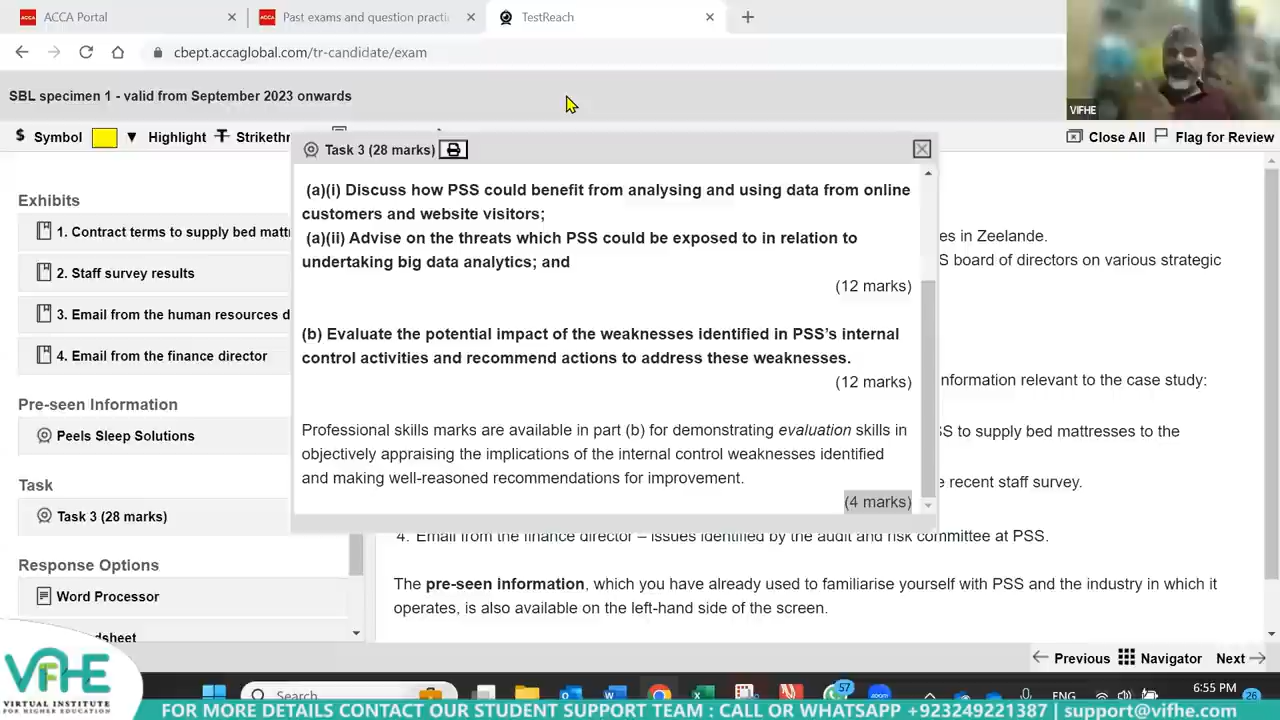 ACCA Portal
Past exams and question practi
TestReach
cbept.accaglobal.com/tr-candidate/exam
SBL specimen 1 - valid from September 2023 onwards
VIFHE
Symbol
Highlight
Strikethr
Close All
Flag for Review
Task 3 (28 marks)
(a)(i) Discuss how PSS could benefit from analysing and using data from online
customers and website visitors;
(a)(ii) Advise on the threats which PSS could be exposed to in relation to
undertaking big data analytics; and
(12 marks)
(b) Evaluate the potential impact of the weaknesses identified in PSS's internal
control activities and recommend actions to address these weaknesses.
(12 marks)
Professional skills marks are available in part (b) for demonstrating evaluation skills in
objectively appraising the implications of the internal control weaknesses identified
and making well-reasoned recommendations for improvement.
(4 marks)
Exhibits
1. Contract terms to supply bed mattr
2. Staff survey results
3. Email from the human resources d
4. Email from the finance director
Pre-seen Information
Peels Sleep Solutions
Task
Task 3 (28 marks)
Response Options
Word Processor
dsheet
es in Zeelande.
S board of directors on various strategic
nformation relevant to the case study:
SS to supply bed mattresses to the
e recent staff survey.
4. Email from the finance director – issues identified by the audit and risk committee at PSS.
The pre-seen information, which you have already used to familiarise yourself with PSS and the industry in which it
operates, is also available on the left-hand side of the screen.
Previous
Navigator
Next
Search
57
ENG
6:55 PM
26
VIFHE
VIRTUAL INSTITUTE
FOR HIGHER EDUCATION
FOR MORE DETAILS CONTACT OUR STUDENT SUPPORT TEAM : CALL OR WHATSAPP +923249221387 | support@vifhe.com